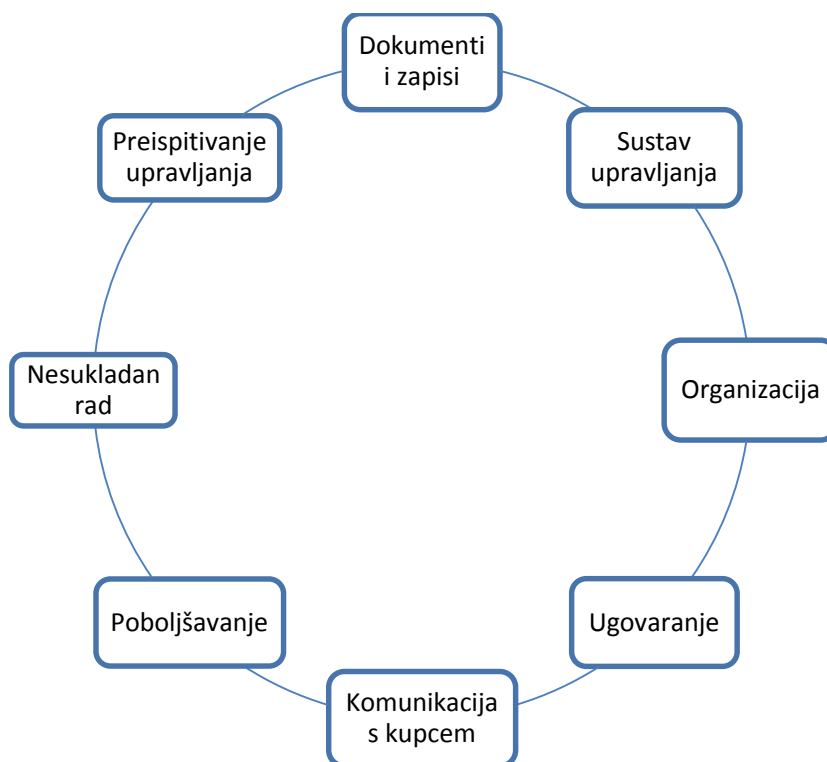 Dokumenti
i zapisi
Sustav
upravljanja
Organizacija
Ugovaranje
Komunikacija
s kupcem
Poboljšavanje
Nesukladan
rad
Preispitivanje
upravljanja